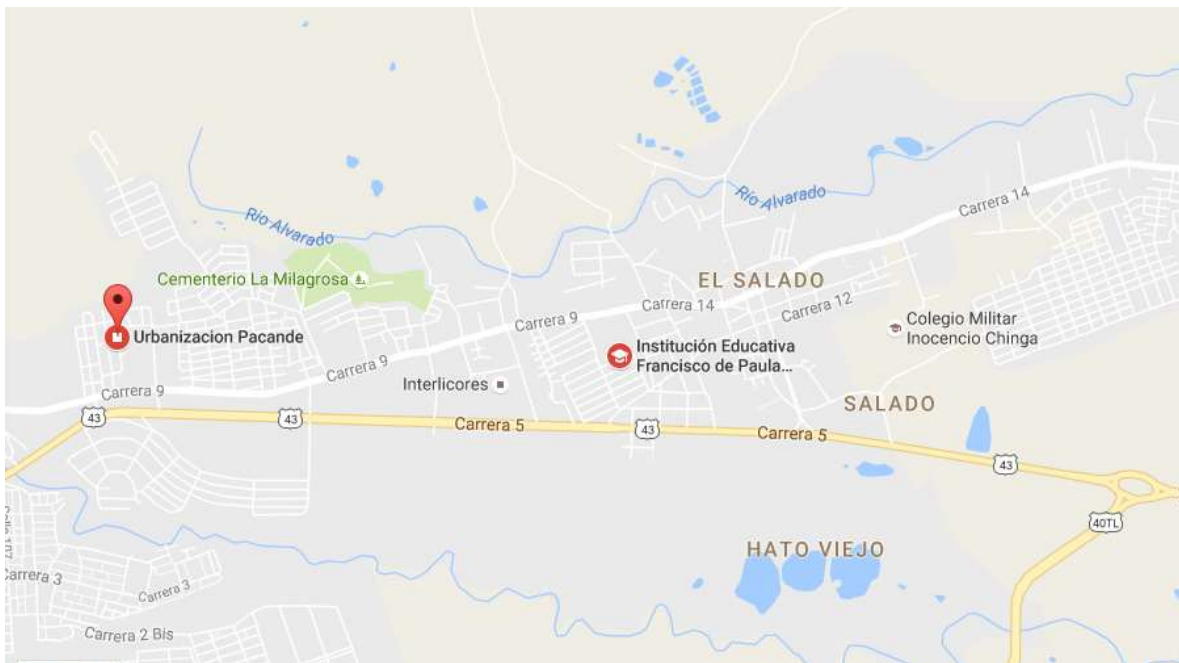 Río Alvarado
Carrera 14
Río Alvarado
Cementerio La Milagrosa
EL SALADO
Carrera 14
Carrera 12
Carrera 9
Colegio Militar
Inocencio Chinga
Urbanizacion Pacande
Institución Educativa
Francisco de Paula...
Carrera 9
Interlicores
Carrera 9
SALADO
43
43
Carrera 5
43
Carrera 5
43
40TL
HATO VIEJO
Calle 107
Carrera 3
Carrera 3
Carrera 2 Bis